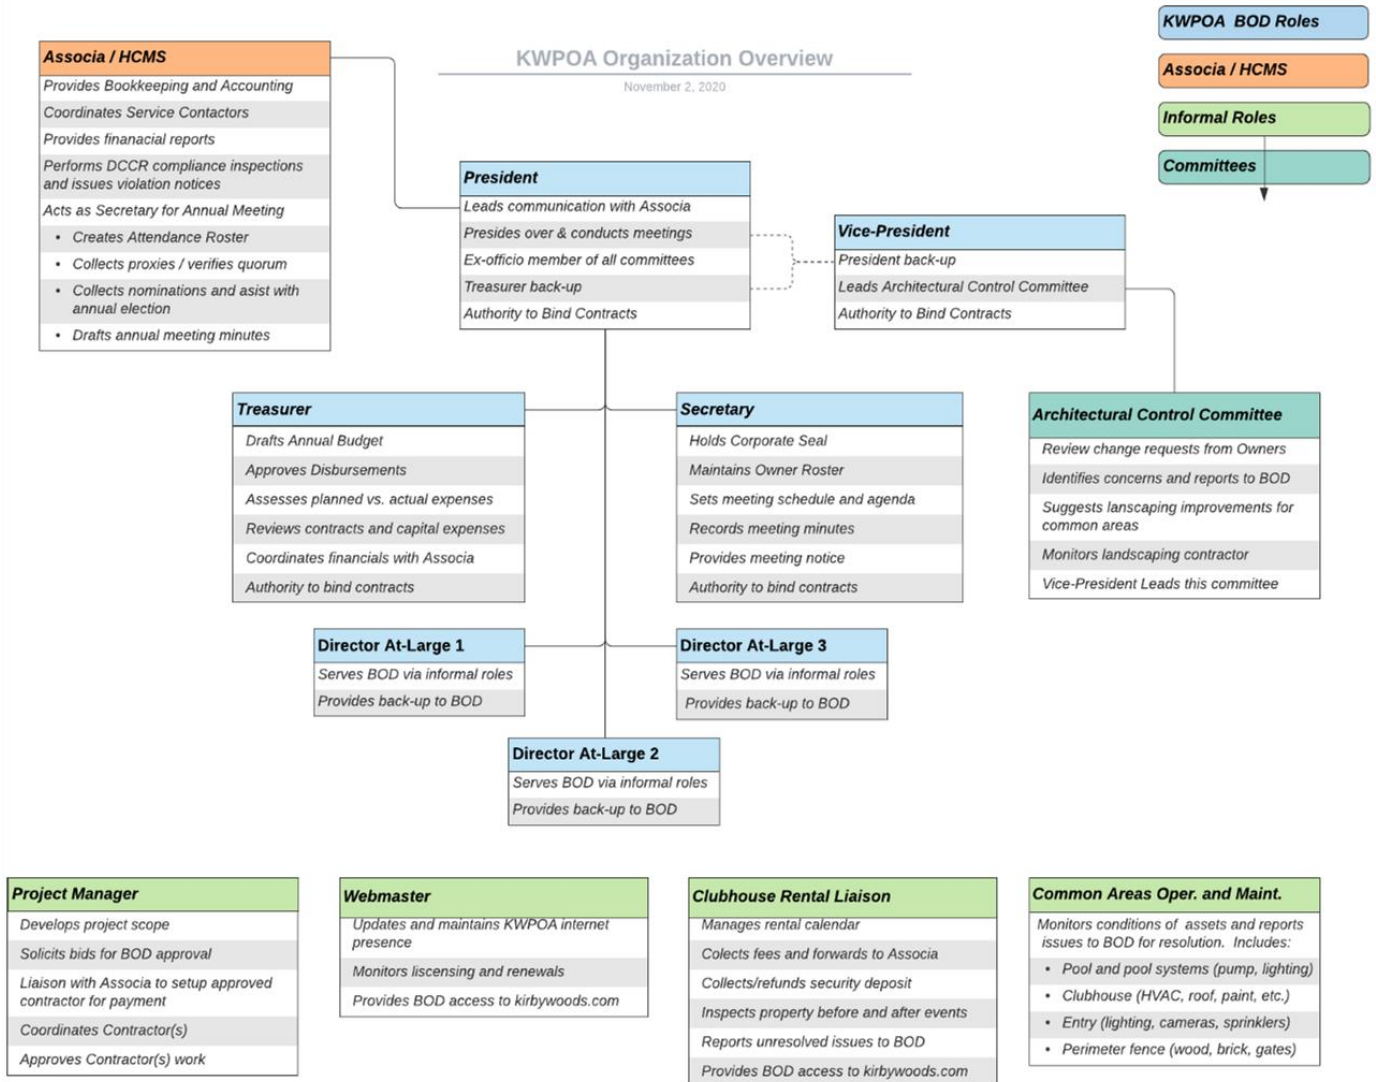 KWPOA Organization Overview
November 2, 2020
KWPOA  BOD Roles
Associa / HCMS
Informal Roles
Committees
Associa / HCMS
Provides Bookkeeping and Accounting
Coordinates Service Contactors
Provides finanacial reports
Performs DCCR compliance inspections
and issues violation notices
Acts as Secretary for Annual Meeting
• Creates Attendance Roster
• Collects proxies / verifies quorum
• Collects nominations and asist with
annual election
• Drafts annual meeting minutes
President
Leads communication with Associa
Presides over & conducts meetings
Ex-officio member of all committees
Treasurer back-up
Authority to Bind Contracts
Vice-President
President back-up
Leads Architectural Control Committee
Authority to Bind Contracts
Treasurer
Drafts Annual Budget
Approves Disbursements
Assesses planned vs. actual expenses
Reviews contracts and capital expenses
Coordinates financials with Associa
Authority to bind contracts
Secretary
Holds Corporate Seal
Maintains Owner Roster
Sets meeting schedule and agenda
Records meeting minutes
Provides meeting notice
Authority to bind contracts
Architectural Control Committee
Review change requests from Owners
Identifies concerns and reports to BOD
Suggests lanscaping improvements for
common areas
Monitors landscaping contractor
Vice-President Leads this committee
Director At-Large 1
Serves BOD via informal roles
Provides back-up to BOD
Director At-Large 3
Serves BOD via informal roles
Provides back-up to BOD
Director At-Large 2
Serves BOD via informal roles
Provides back-up to BOD
Project Manager
Develops project scope
Solicits bids for BOD approval
Liaison with Associa to setup approved
contractor for payment
Coordinates Contractor(s)
Approves Contractor(s) work
Webmaster
Updates and maintains KWPOA internet
presence
Monitors liscensing and renewals
Provides BOD access to kirbywoods.com
Clubhouse Rental Liaison
Manages rental calendar
Colects fees and forwards to Associa
Collects/refunds security deposit
Inspects property before and after events
Reports unresolved issues to BOD
Provides BOD access to kirbywoods.com
Common Areas Oper. and Maint.
Monitors conditions of  assets and reports
issues to BOD for resolution.  Includes:
• Pool and pool systems (pump, lighting)
• Clubhouse (HVAC, roof, paint, etc.)
• Entry (lighting, cameras, sprinklers)
• Perimeter fence (wood, brick, gates)